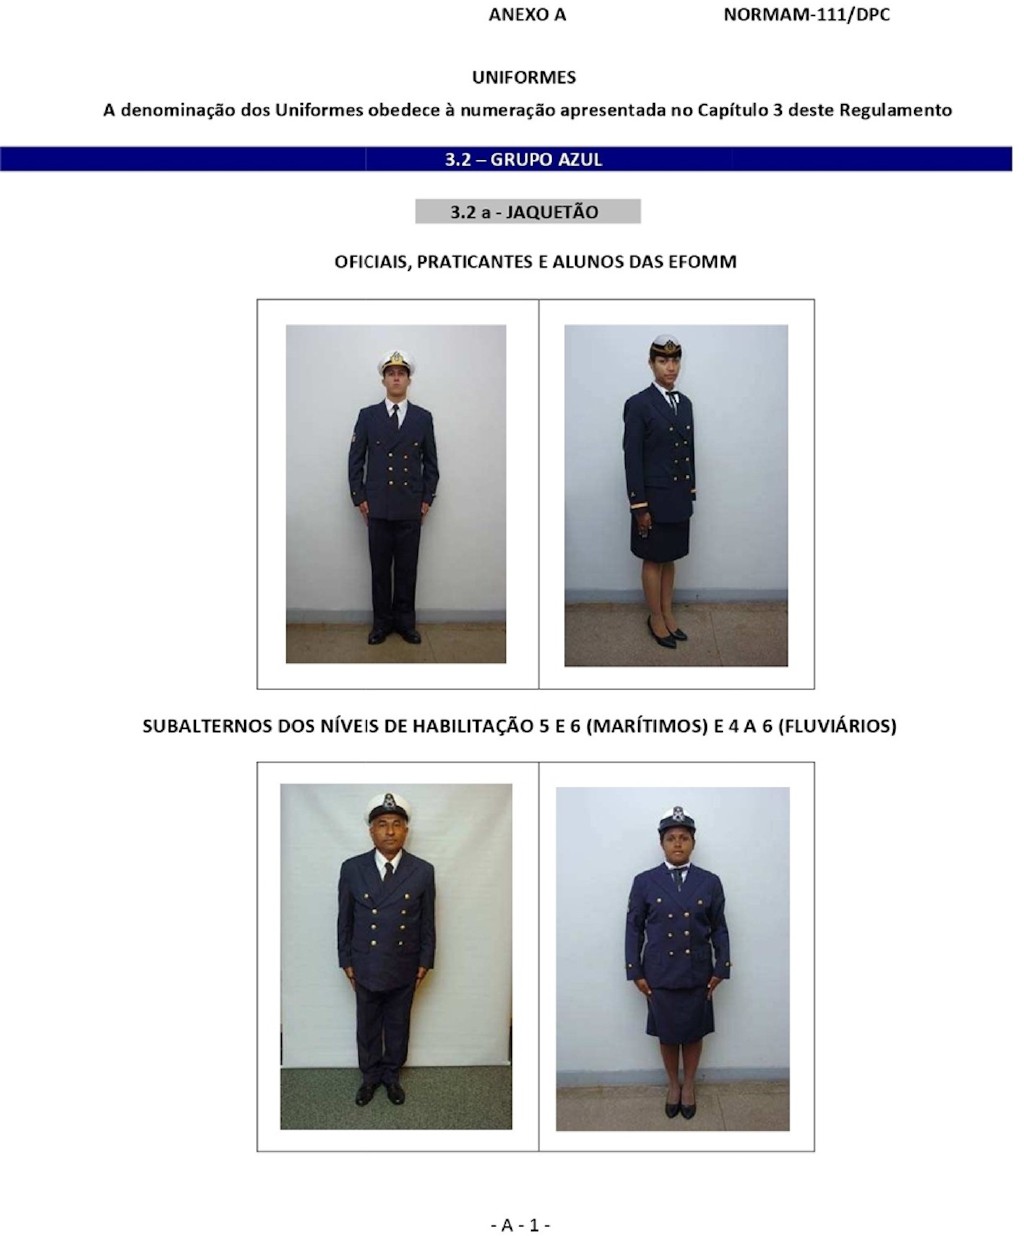 ANEXO A NORMAM-111/DPC
UNIFORMES
A denominação dos Uniformes obedece à numeração apresentada no Capítulo 3 deste Regulamento
3.2 – GRUPO AZUL
3.2 a - JAQUETÃO
OFICIAIS, PRATICANTES E ALUNOS DAS EFOMM
SUBALTERNOS DOS NÍVEIS DE HABILITAÇÃO 5 E 6 (MARÍTIMOS) E 4 A 6 (FLUVIÁRIOS)
- A - 1 -